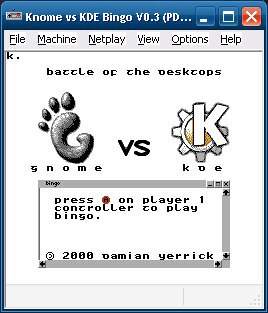 Knome vs KDE Bingo V0.3 (PD...
File Machine Netplay View Options Help
k.
battle of the desktops
vs
gnome
kde
bingo
press A on player 1
controller to play
bingo.
© 2000 Damian Yerrick